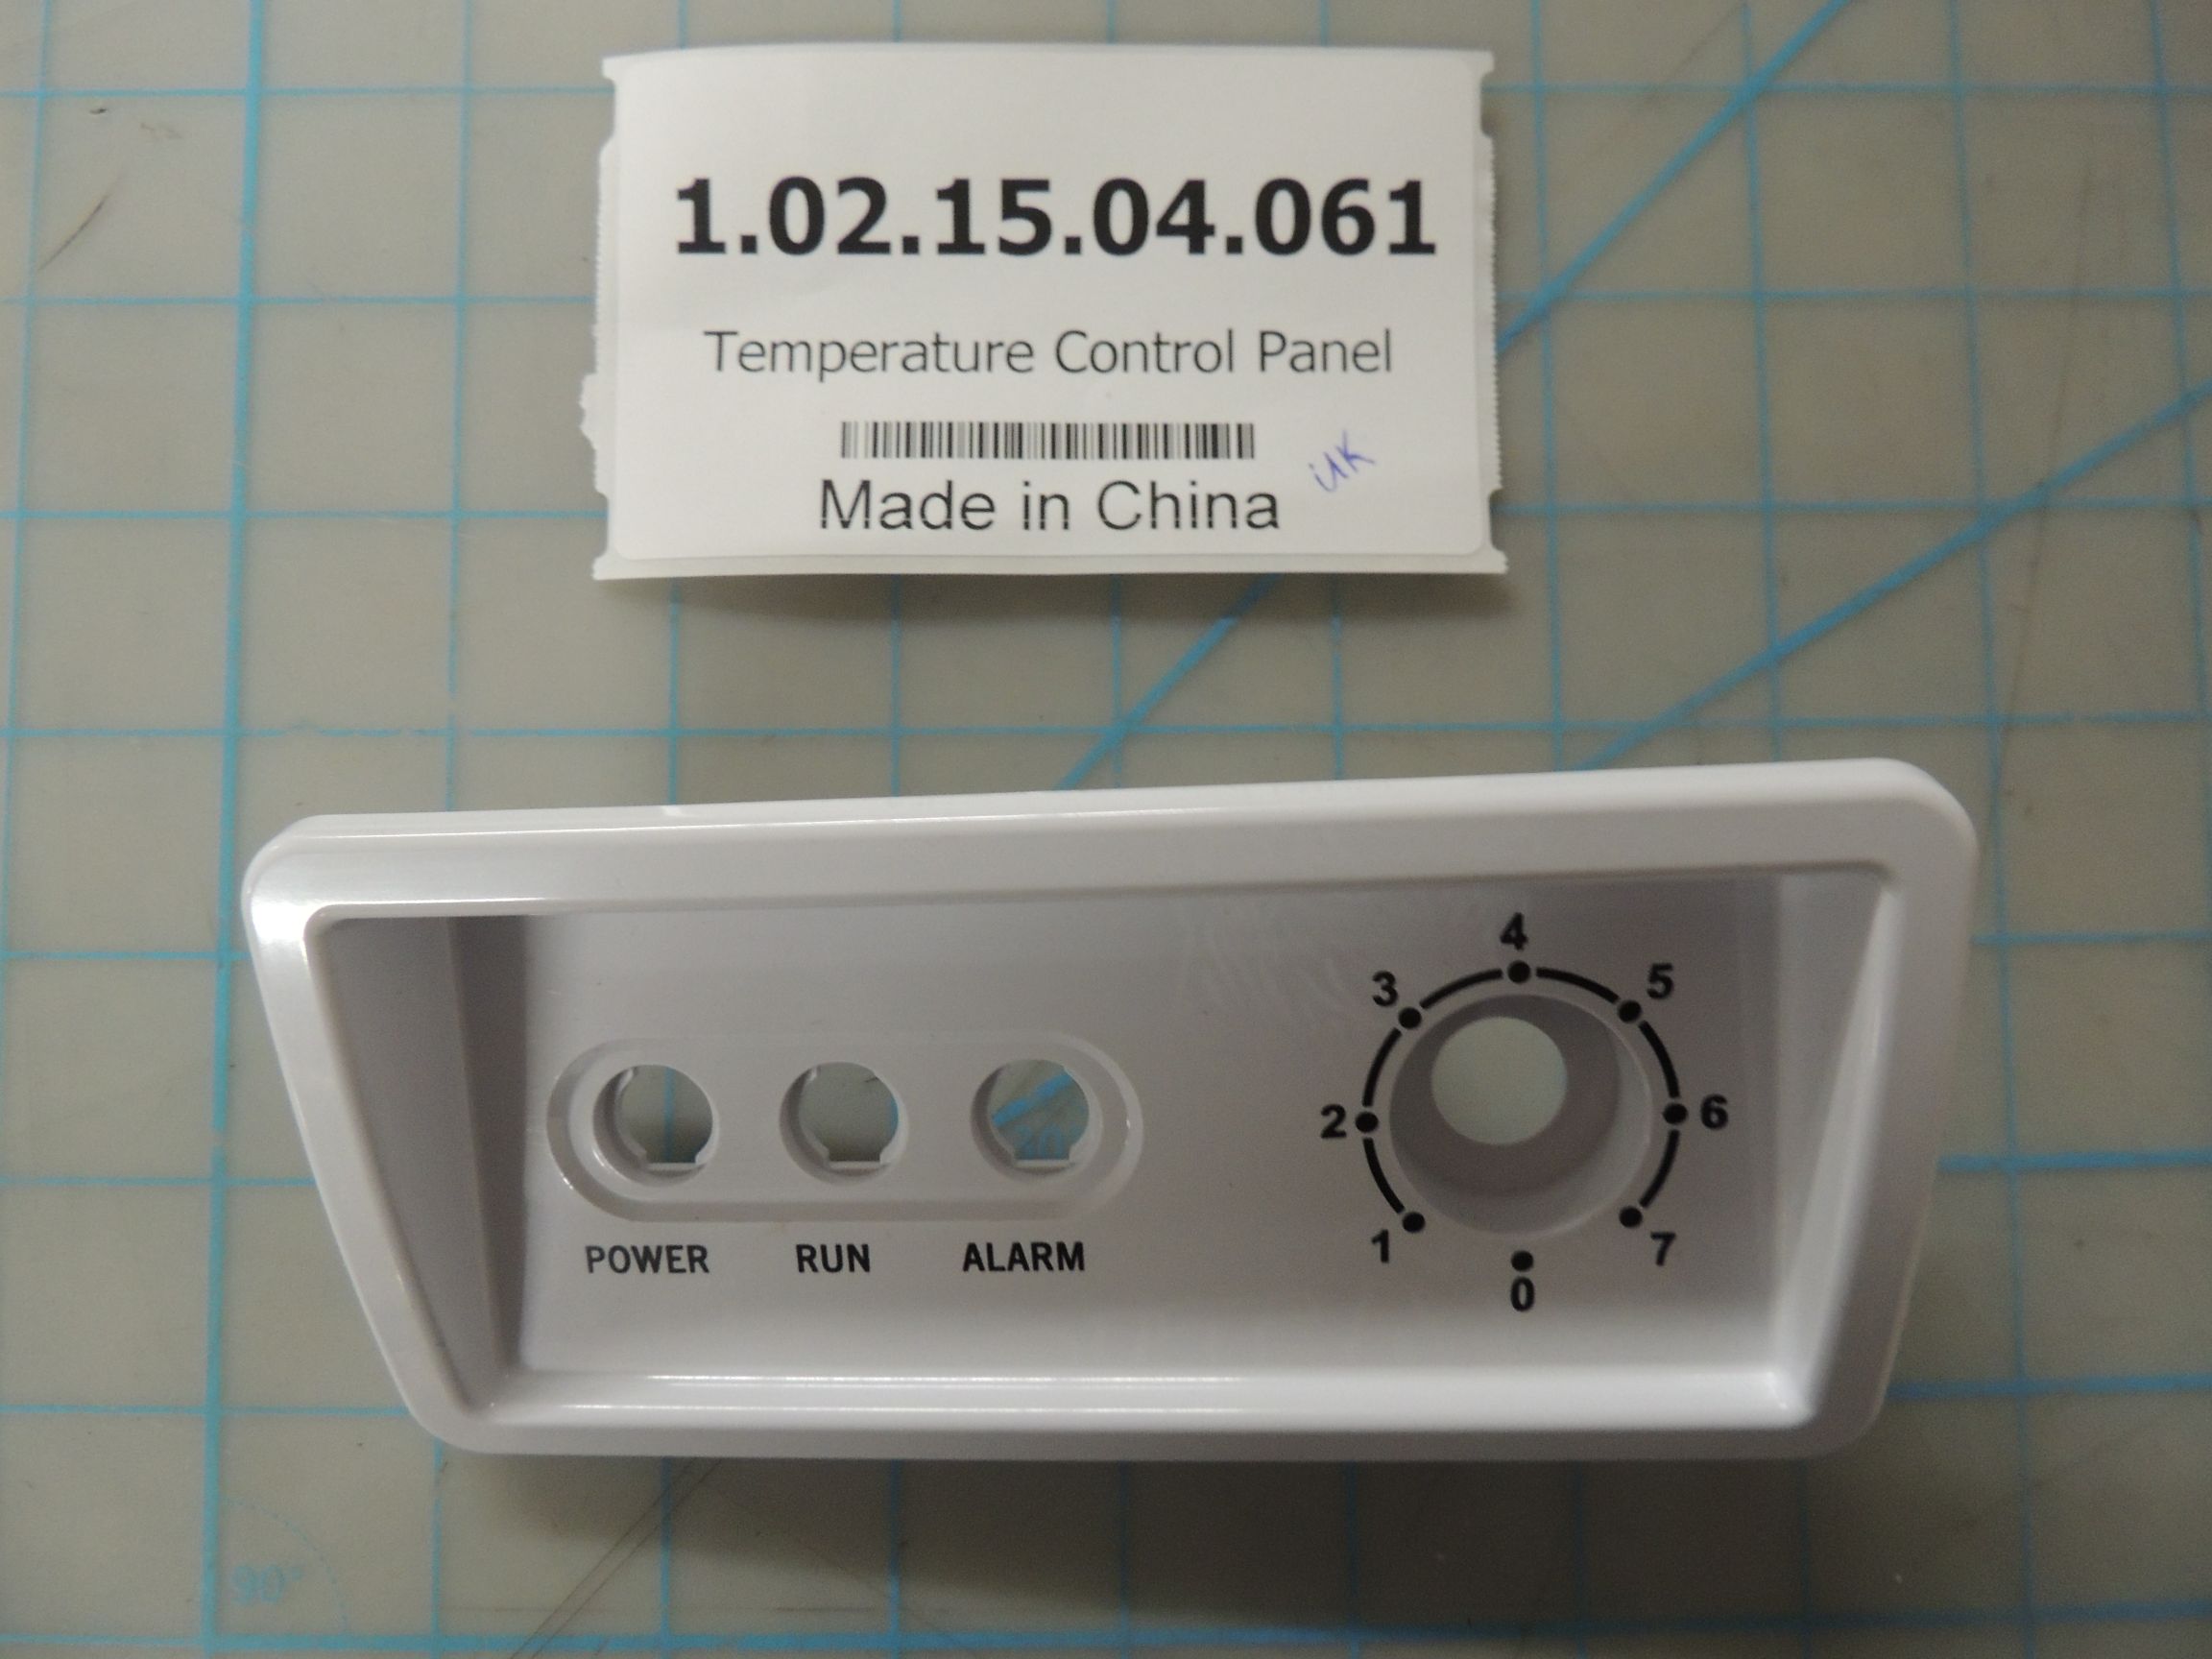 1.02.15.04.061
Temperature Control Panel
Made in China
4
3 5
2 6
1 7
0
POWER RUN ALARM
90°